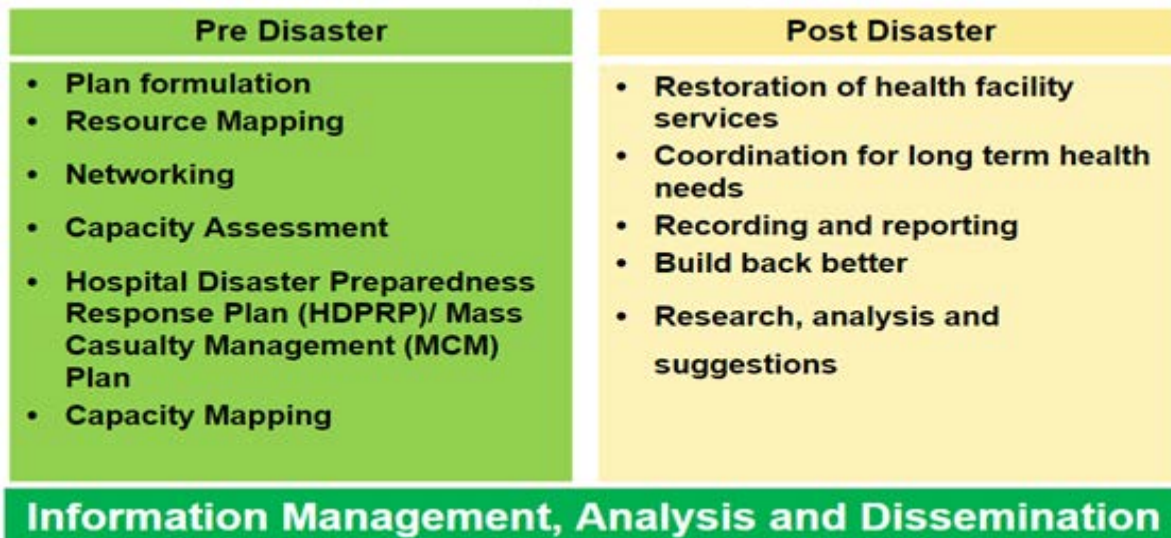 Pre Disaster
• Plan formulation
• Resource Mapping
• Networking
• Capacity Assessment
• Hospital Disaster Preparedness
Response Plan (HDPRP)/ Mass
Casualty Management (MCM)
Plan
• Capacity Mapping
Post Disaster
• Restoration of health facility
services
• Coordination for long term health
needs
• Recording and reporting
• Build back better
• Research, analysis and
suggestions
Information Management, Analysis and Dissemination